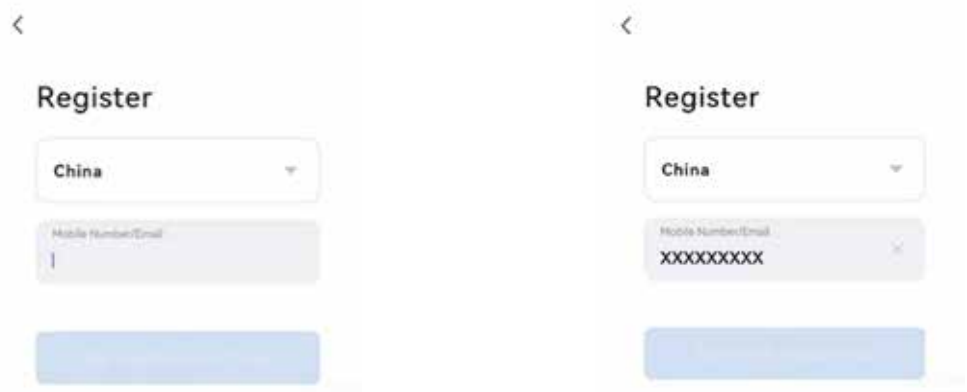 Register
China
Mobile Number/Email
Register
China
Mobile Number/Email
XXXXXXXXX